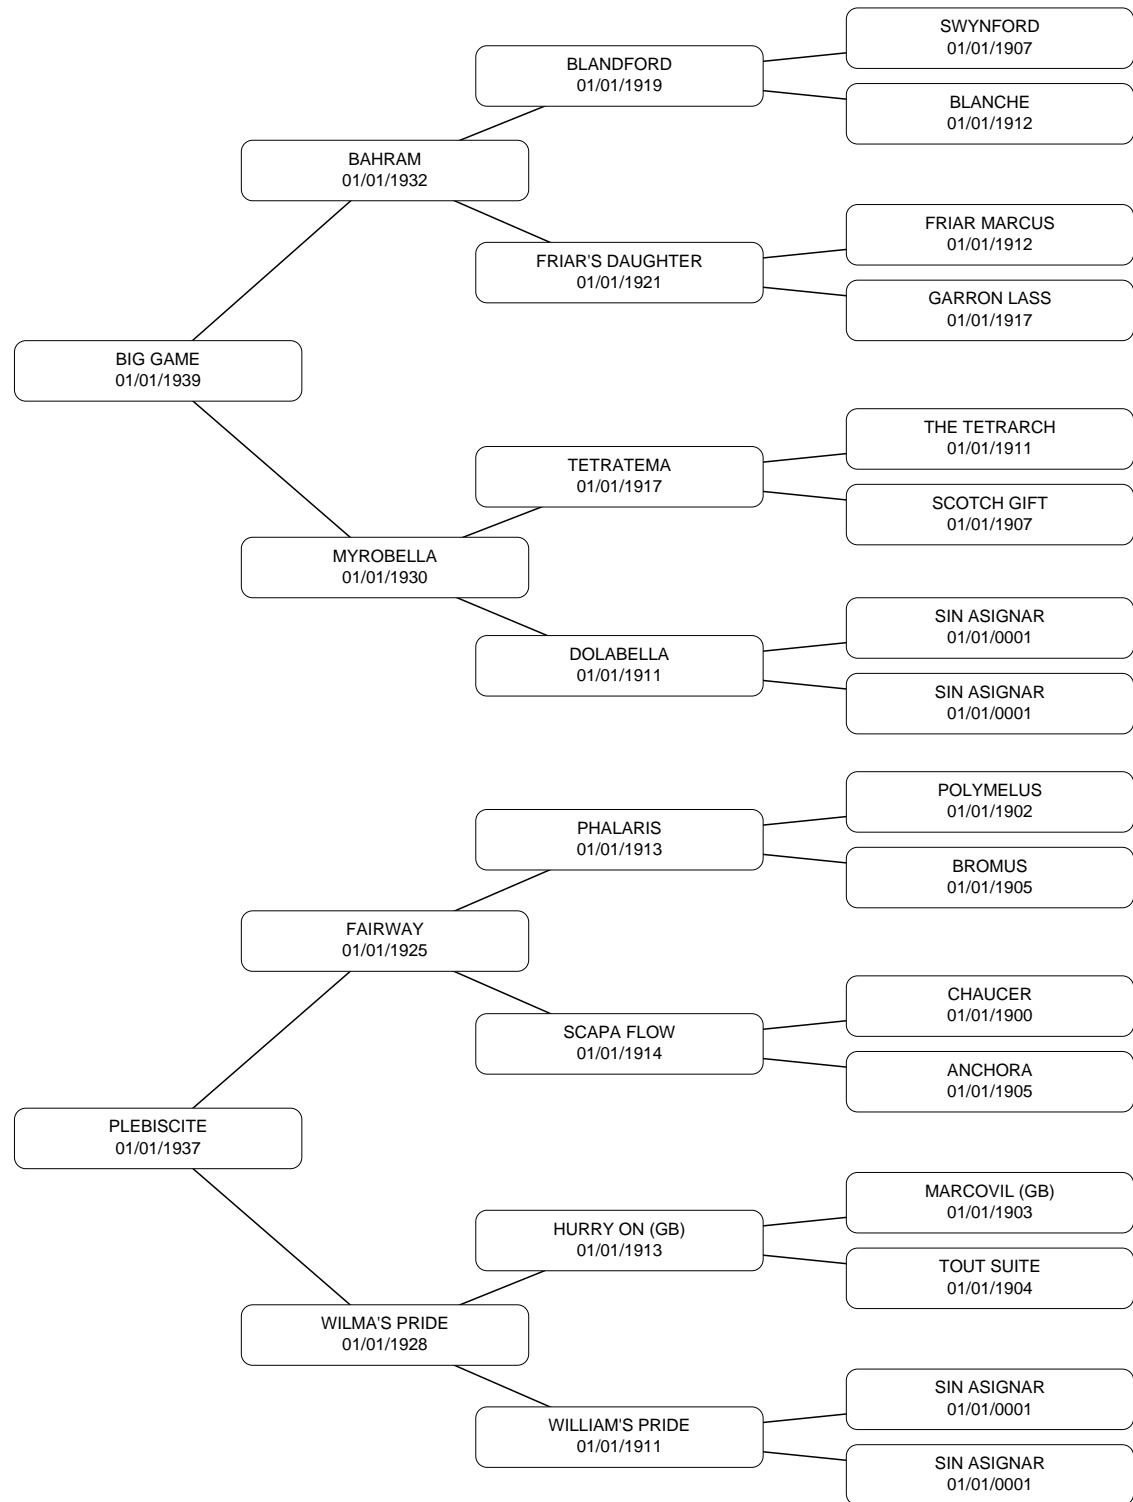 SWYNFORD
01/01/1907
BLANDFORD
01/01/1919
BLANCHE
01/01/1912
BAHRAM
01/01/1932
FRIAR MARCUS
01/01/1912
FRIAR'S DAUGHTER
01/01/1921
GARRON LASS
01/01/1917
BIG GAME
01/01/1939
THE TETRARCH
01/01/1911
TETRATEMA
01/01/1917
SCOTCH GIFT
01/01/1907
MYROBELLA
01/01/1930
SIN ASIGNAR
01/01/0001
DOLABELLA
01/01/1911
SIN ASIGNAR
01/01/0001
POLYMELUS
01/01/1902
PHALARIS
01/01/1913
BROMUS
01/01/1905
FAIRWAY
01/01/1925
CHAUCER
01/01/1900
SCAPA FLOW
01/01/1914
ANCHORA
01/01/1905
PLEBISCITE
01/01/1937
MARCOVIL (GB)
01/01/1903
HURRY ON (GB)
01/01/1913
TOUT SUITE
01/01/1904
WILMA'S PRIDE
01/01/1928
SIN ASIGNAR
01/01/0001
WILLIAM'S PRIDE
01/01/1911
SIN ASIGNAR
01/01/0001